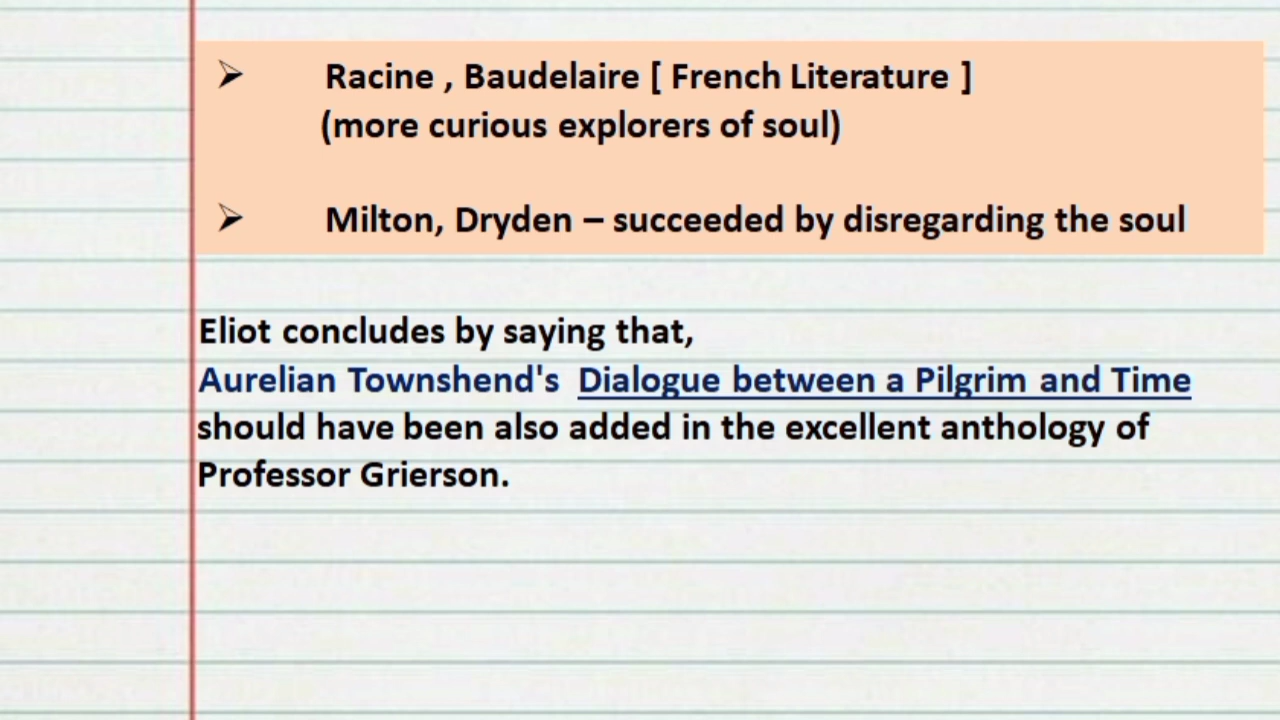 ➢ Racine , Baudelaire [ French Literature ]
(more curious explorers of soul)
➢ Milton, Dryden – succeeded by disregarding the soul
Eliot concludes by saying that,
Aurelian Townshend's Dialogue between a Pilgrim and Time
should have been also added in the excellent anthology of
Professor Grierson.